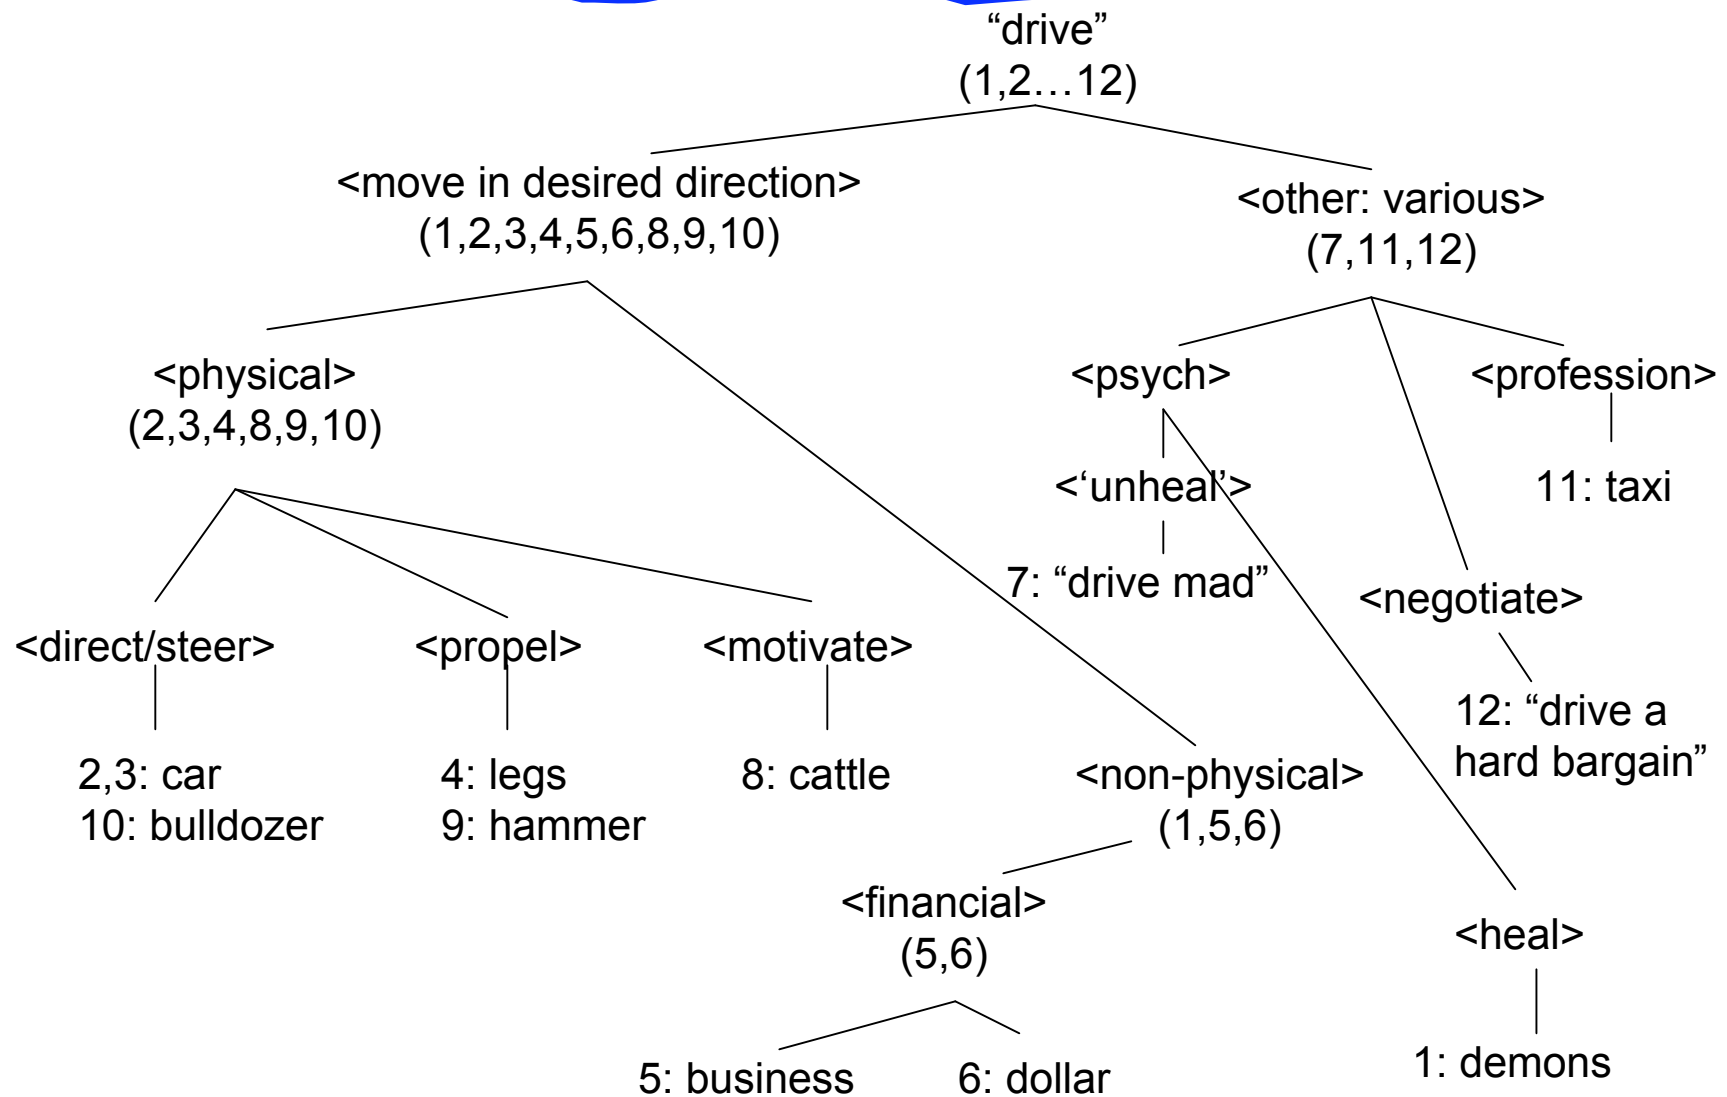 “drive”
(1,2…12)
<move in desired direction>
(1,2,3,4,5,6,8,9,10)
<other: various>
(7,11,12)
<physical>
(2,3,4,8,9,10)
<psych>
<profession>
<‘unheal’>
11: taxi
7: “drive mad”
<negotiate>
<direct/steer>
<propel>
<motivate>
12: “drive a
hard bargain”
2,3: car
10: bulldozer
4: legs
9: hammer
8: cattle
<non-physical>
(1,5,6)
<financial>
(5,6)
<heal>
5: business
6: dollar
1: demons